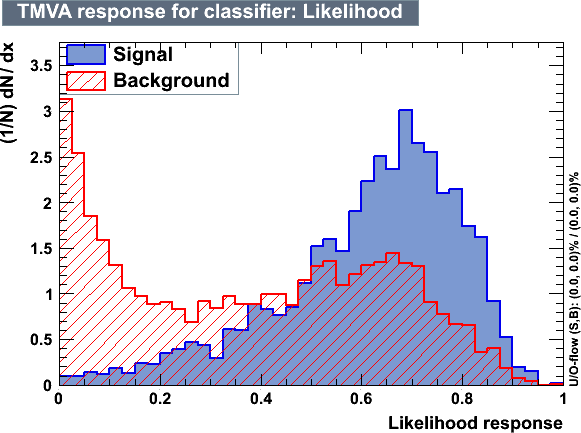 TMVA response for classifier: Likelihood
(1/N) dN / dx
Signal
Background
3.5
3
2.5
2
1.5
1
0.5
0
0 0.2 0.4 0.6 0.8 1
Likelihood response
U/O-flow (S,B): (0.0, 0.0)% / (0.0, 0.0)%